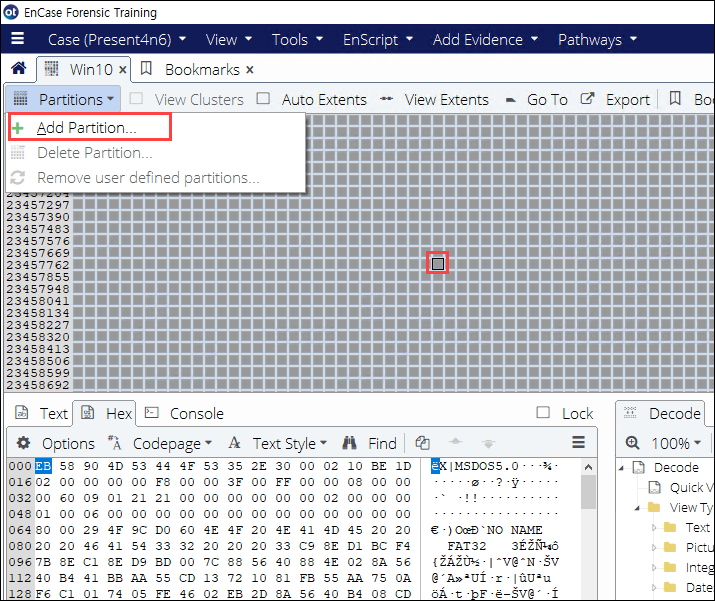 EnCase Forensic Training
Case (Present4n6) View Tools EnScript Add Evidence Pathways
Win10 × Bookmarks ×
Partitions View Clusters Auto Extents View Extents Go To Export Boo
Add Partition...
Delete Partition...
Remove user defined partitions...
23457204
23457297
23457390
23457483
23457576
23457669
23457762
23457855
23457948
23458041
23458134
23458227
23458320
23458413
23458506
23458599
23458692
Text Hex Console Lock
Options Codepage Text Style Find
000 EB 58 90 4D 53 44 4F 53 35 2E 30 00 02 10 BE 1D ëX|MSDOS5.0···¾·
016 02 00 00 00 00 F8 00 00 3F 00 FF 00 00 08 00 00 ·····ø··?·ÿ·····
032 00 60 09 01 21 21 00 00 00 00 00 00 02 00 00 00 ·`··!!··········
048 01 00 06 00 00 00 00 00 00 00 00 00 00 00 00 00 ················
064 80 00 29 4F 9C D0 60 4E 4F 20 4E 41 4D 45 20 20 €·)OœÐ`NO NAME
080 20 20 46 41 54 33 32 20 20 20 33 C9 8E D1 BC F4 FAT32 3ÉŽÑ¼ô
096 7B 8E C1 8E D9 BD 00 7C 88 56 40 88 4E 02 8A 56 {ŽÁŽÙ½·|ˆV@ˆN·ŠV
112 40 B4 41 BB AA 55 CD 13 72 10 81 FB 55 AA 75 0A @´A»ªUÍ·r·|ûUªu
128 F6 C1 01 74 05 FE 46 02 EB 2D 8A 56 40 B4 08 CD öÁ·t·þF·ë-ŠV@´·Í
Decode
100%
Decode
Quick V
View Ty
Text
Pictu
Integ
Dates